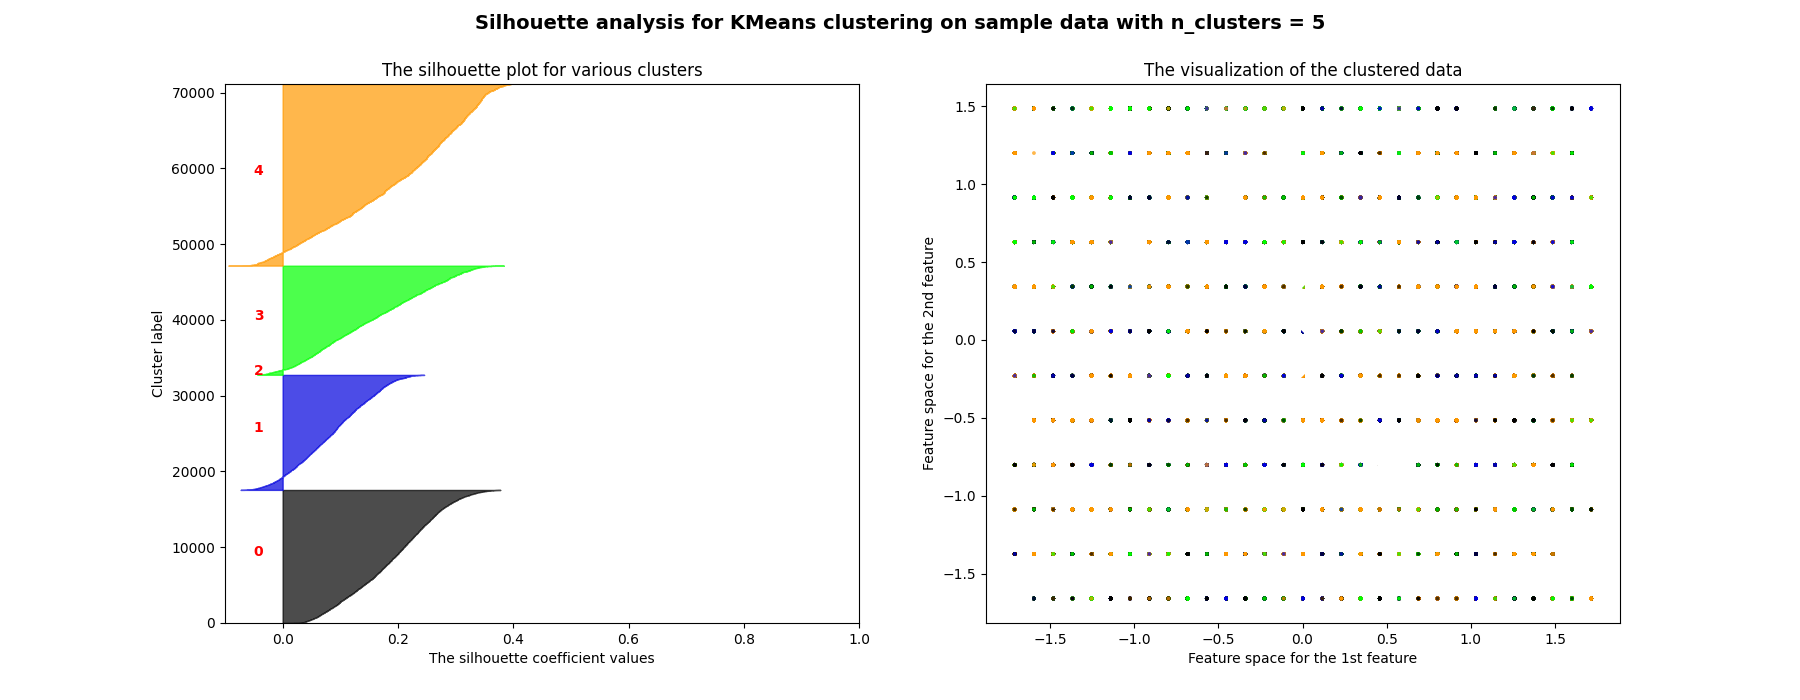 Silhouette analysis for KMeans clustering on sample data with n_clusters = 5
The silhouette plot for various clusters
70000
60000
50000
40000
30000
20000
10000
0
Cluster label
4
3
2
1
0
0.0 0.2 0.4 0.6 0.8 1.0
The silhouette coefficient values
The visualization of the clustered data
1.5
1.0
0.5
0.0
−0.5
−1.0
−1.5
Feature space for the 2nd feature
−1.5 −1.0 −0.5 0.0 0.5 1.0 1.5
Feature space for the 1st feature